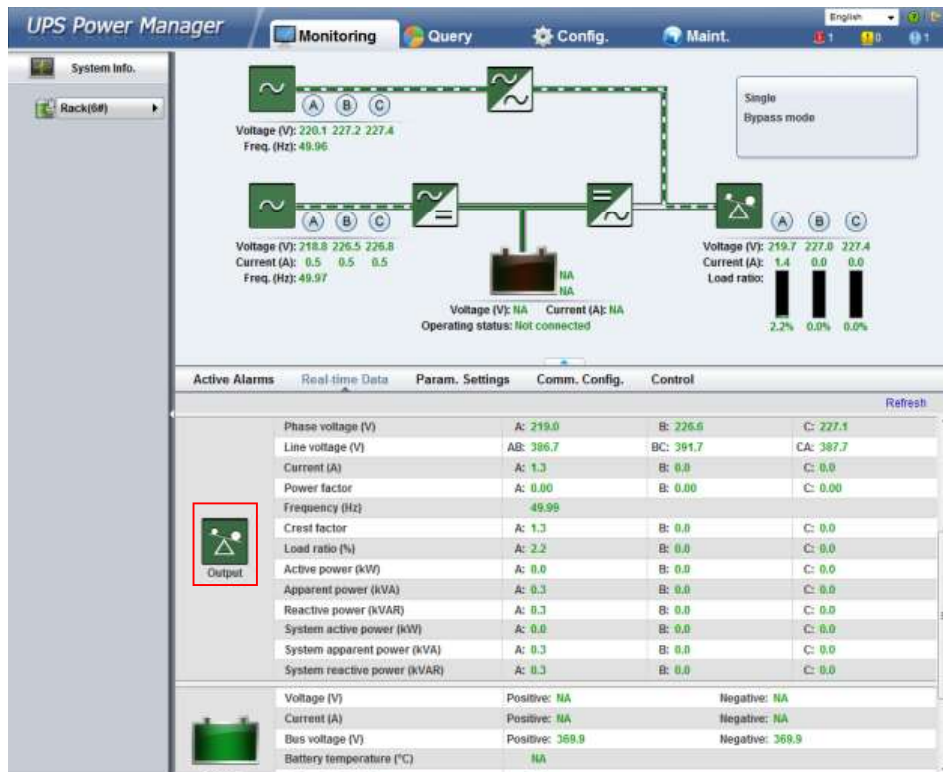 UPS Power Manager
Monitoring Query Config. Maint.
English
1 0 1
System Info.
Rack(6#)
A B C
Voltage (V): 220.1 227.2 227.4
Freq. (Hz): 49.96
Single
Bypass mode
A B C
Voltage (V): 218.8 226.5 226.8
Current (A): 0.5 0.5 0.5
Freq. (Hz): 49.97
NA
NA
Voltage (V): NA Current (A): NA
Operating status: Not connected
A B C
Voltage (V): 219.7 227.0 227.4
Current (A): 1.4 0.0 0.0
Load ratio:
2.2% 0.0% 0.0%
Active Alarms Real-time Data Param. Settings Comm. Config. Control
Refresh
Output
Phase voltage (V) A: 219.0 B: 226.6 C: 227.1
Line voltage (V) AB: 386.7 BC: 391.7 CA: 387.7
Current (A) A: 1.3 B: 0.0 C: 0.0
Power factor A: 0.00 B: 0.00 C: 0.00
Frequency (Hz) 49.99
Crest factor A: 1.3 B: 0.0 C: 0.0
Load ratio (%) A: 2.2 B: 0.0 C: 0.0
Active power (kW) A: 0.0 B: 0.0 C: 0.0
Apparent power (kVA) A: 0.3 B: 0.0 C: 0.0
Reactive power (kVAR) A: 0.3 B: 0.0 C: 0.0
System active power (kW) A: 0.0 B: 0.0 C: 0.0
System apparent power (kVA) A: 0.3 B: 0.0 C: 0.0
System reactive power (kVAR) A: 0.3 B: 0.0 C: 0.0
Voltage (V) Positive: NA Negative: NA
Current (A) Positive: NA Negative: NA
Bus voltage (V) Positive: 369.9 Negative: 369.9
Battery temperature (°C) NA